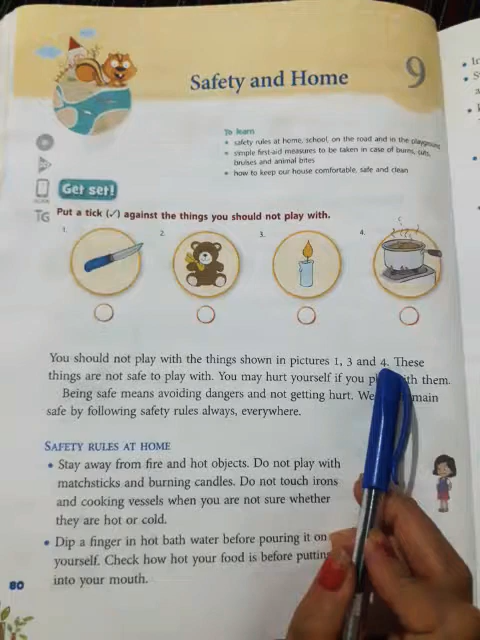 Safety and Home
9
To learn
• safety rules at home, school, on the road and in the playground
• simple first-aid measures to be taken in case of burns, cuts,
bruises and animal bites
• how to keep our house comfortable, safe and clean
Get set!
TG
Put a tick (✓) against the things you should not play with.
1.
2.
3.
4.
You should not play with the things shown in pictures 1, 3 and 4. These
things are not safe to play with. You may hurt yourself if you with them.
Being safe means avoiding dangers and not getting hurt. We
safe by following safety rules always, everywhere.
SAFETY RULES AT HOME
• Stay away from fire and hot objects. Do not play with
matchsticks and burning candles. Do not touch irons
and cooking vessels when you are not sure whether
they are hot or cold.
• Dip a finger in hot bath water before pouring it on
yourself. Check how hot your food is before
into your mouth.
80